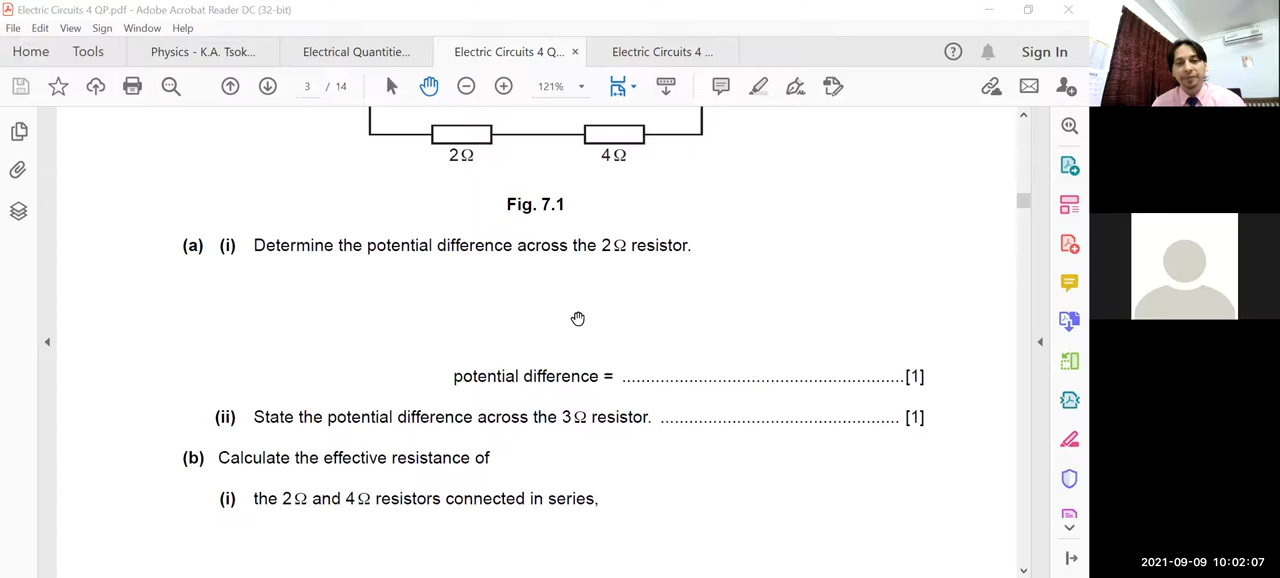 Electric Circuits 4 QP.pdf - Adobe Acrobat Reader DC (32-bit)
File Edit View Sign Window Help
Home Tools Physics - K.A. Tsok... Electrical Quantitie... Electric Circuits 4 Q... × Electric Circuits 4 ... Sign In
3 / 14 121%
2Ω 4Ω
Fig. 7.1
(a) (i) Determine the potential difference across the 2Ω resistor.
potential difference = ................................................[1]
(ii) State the potential difference across the 3Ω resistor. ......................................... [1]
(b) Calculate the effective resistance of
(i) the 2Ω and 4Ω resistors connected in series,
2021-09-09 10:02:07